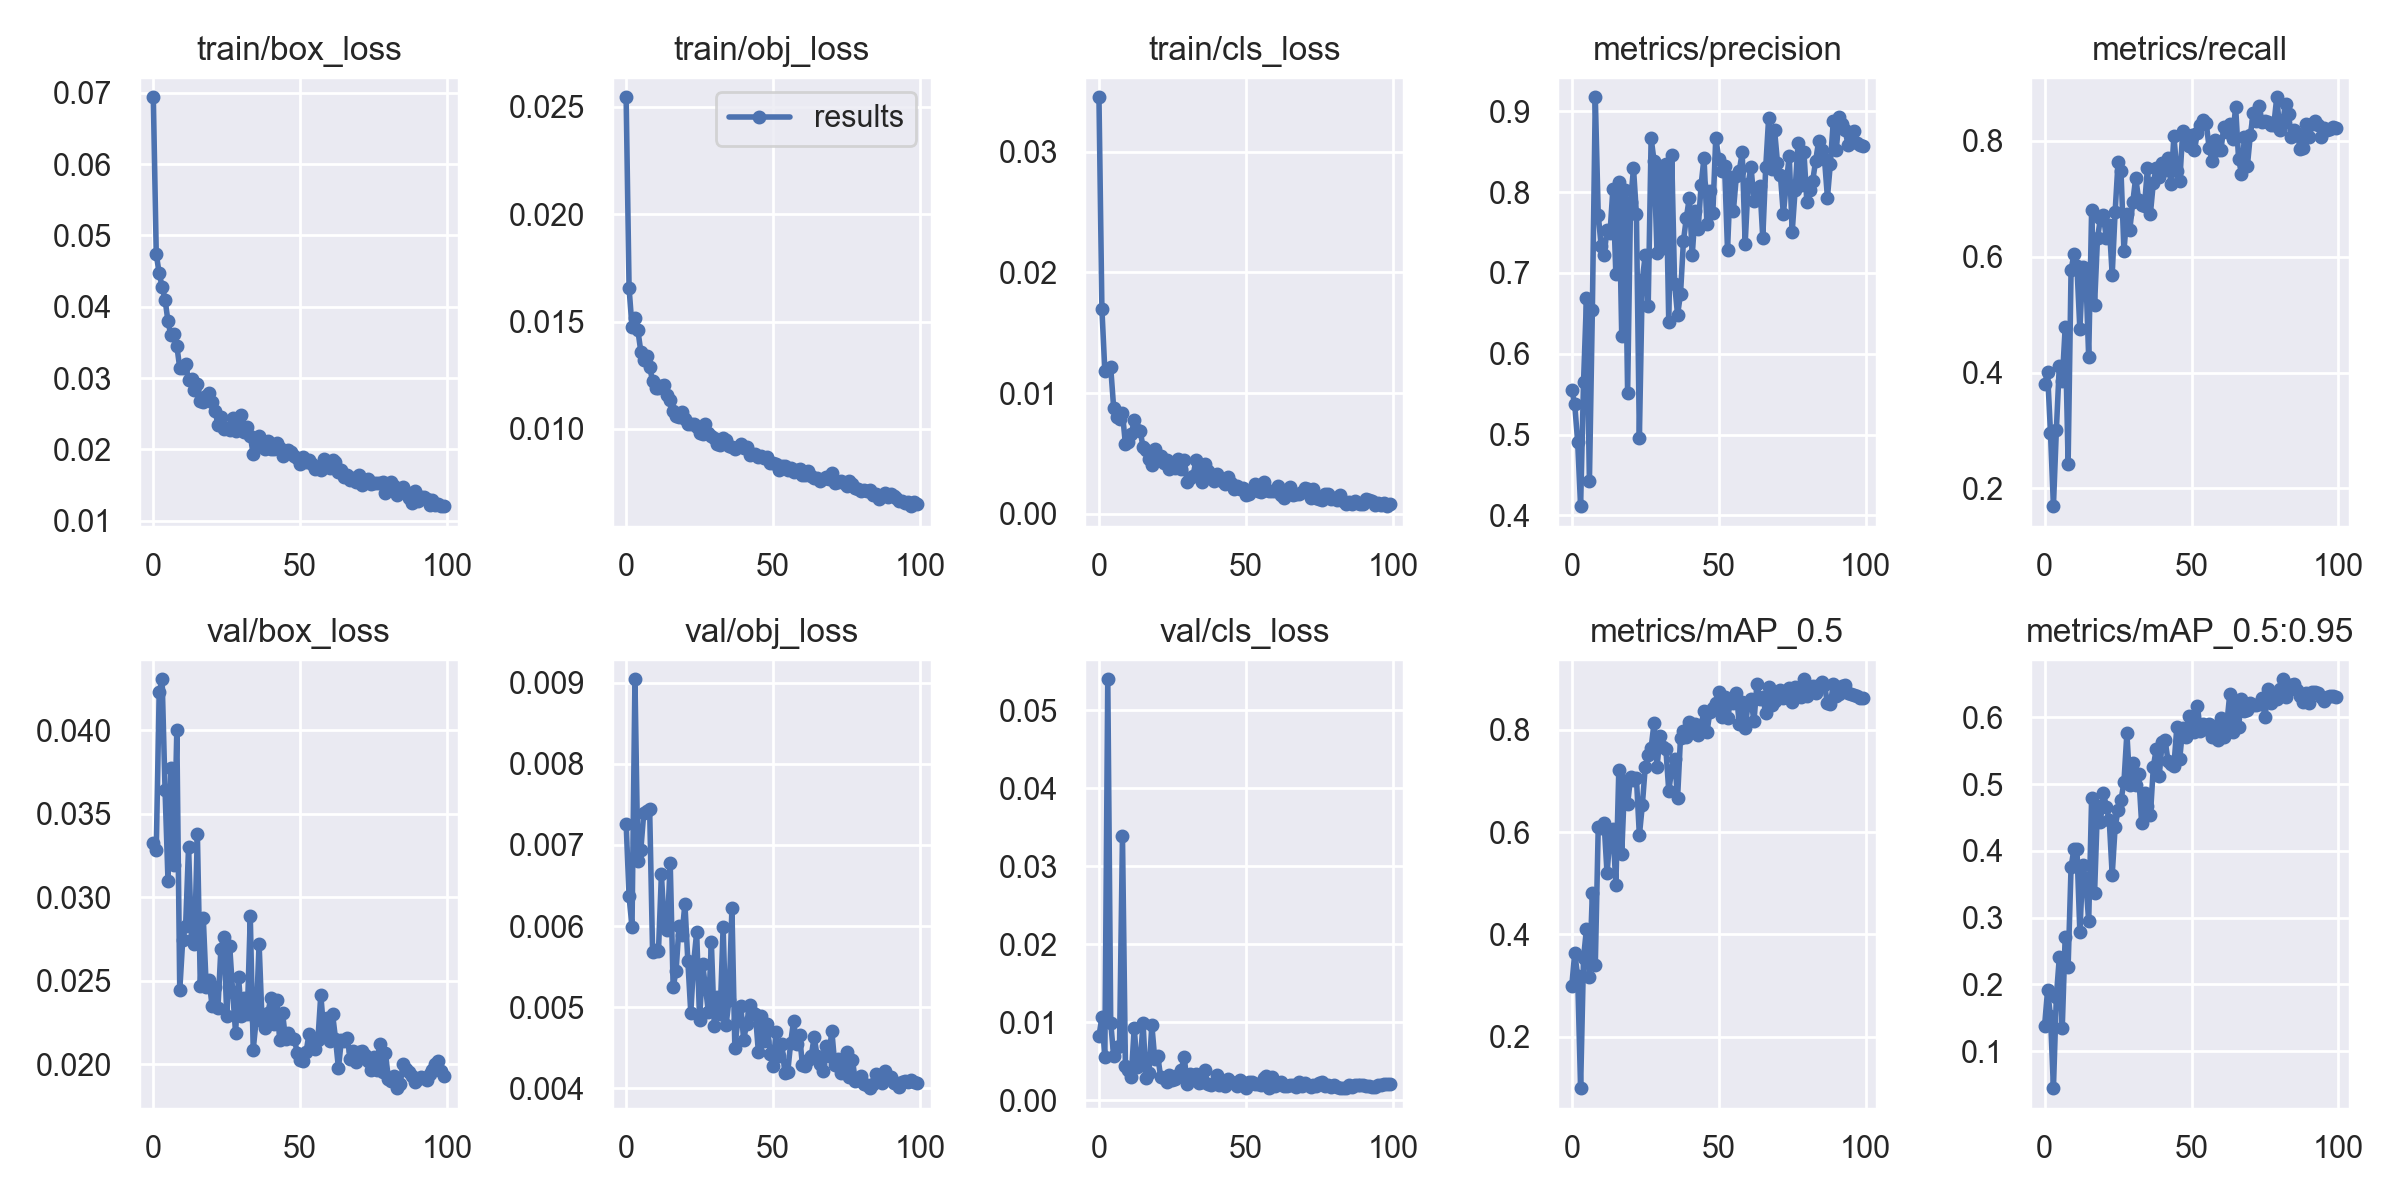 train/box_loss
0.07
0.06
0.05
0.04
0.03
0.02
0.01
0 50 100
train/obj_loss
results
0.025
0.020
0.015
0.010
0 50 100
train/cls_loss
0.03
0.02
0.01
0.00
0 50 100
metrics/precision
0.9
0.8
0.7
0.6
0.5
0.4
0 50 100
metrics/recall
0.8
0.6
0.4
0.2
0 50 100
val/box_loss
0.040
0.035
0.030
0.025
0.020
0 50 100
val/obj_loss
0.009
0.008
0.007
0.006
0.005
0.004
0 50 100
val/cls_loss
0.05
0.04
0.03
0.02
0.01
0.00
0 50 100
metrics/mAP_0.5
0.8
0.6
0.4
0.2
0 50 100
metrics/mAP_0.5:0.95
0.6
0.5
0.4
0.3
0.2
0.1
0 50 100